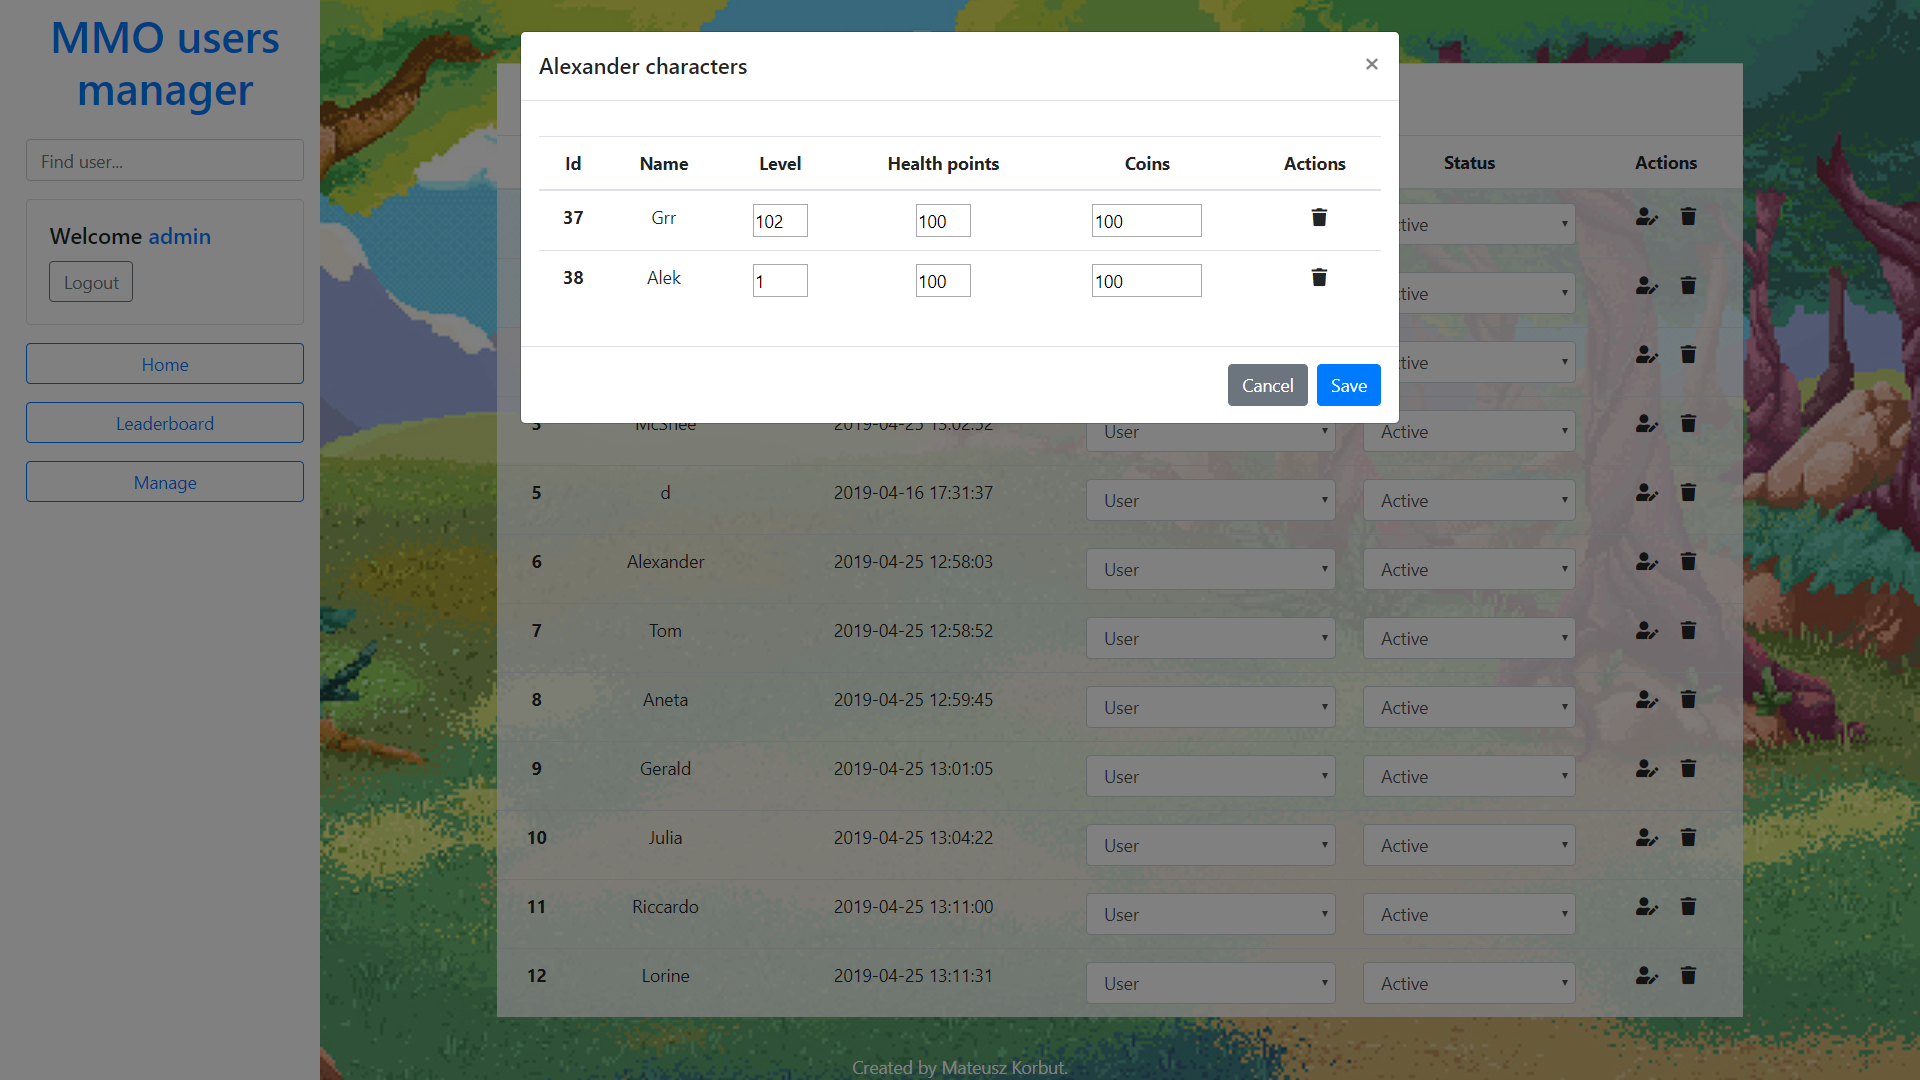 MMO users
manager
Find user...
Welcome admin
Logout
Home
Leaderboard
Manage
Alexander characters
×
Id Name Level Health points Coins Actions
37 Grr 102 100 100
38 Alek 1 100 100
Cancel Save
Status Actions
tive
tive
tive
McShee 2019-04-25 13:02:52 User Active
5 d 2019-04-16 17:31:37 User Active
6 Alexander 2019-04-25 12:58:03 User Active
7 Tom 2019-04-25 12:58:52 User Active
8 Aneta 2019-04-25 12:59:45 User Active
9 Gerald 2019-04-25 13:01:05 User Active
10 Julia 2019-04-25 13:04:22 User Active
11 Riccardo 2019-04-25 13:11:00 User Active
12 Lorine 2019-04-25 13:11:31 User Active
Created by Mateusz Korbut.